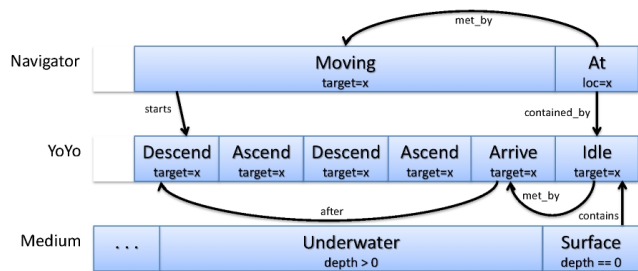 met_by
Navigator
Moving
target=x
At
loc=x
starts
contained_by
YoYo
Descend
target=x
Ascend
target=x
Descend
target=x
Ascend
target=x
Arrive
target=x
Idle
target=x
after
met_by
contains
Medium
. . .
Underwater
depth > 0
Surface
depth == 0